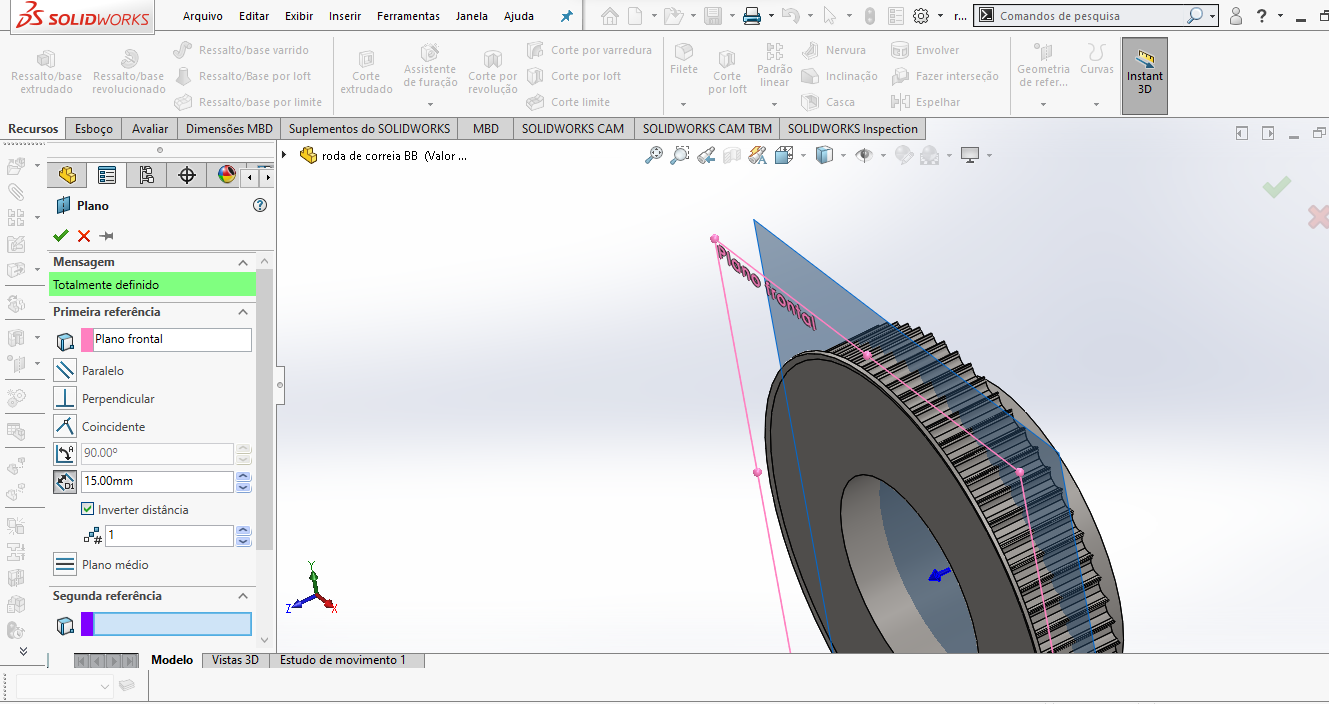 SOLIDWORKS
Arquivo Editar Exibir Inserir Ferramentas Janela Ajuda r... Comandos de pesquisa ?
Ressalto/base extrudado
Ressalto/base revolucionado
Ressalto/base varrido
Ressalto/Base por loft
Ressalto/base por limite
Corte extrudado
Assistente de furação
Corte por revolução
Corte por varredura
Corte por loft
Corte limite
Filete
Corte por loft
Padrão linear
Nervura
Inclinação
Casca
Envolver
Fazer interseção
Espelhar
Geometria de refer...
Curvas
Instant 3D
Recursos Esboço Avaliar Dimensões MBD Suplementos do SOLIDWORKS MBD SOLIDWORKS CAM SOLIDWORKS CAM TBM SOLIDWORKS Inspection
roda de correia BB (Valor ...
Plano ?
Mensagem
Totalmente definido
Primeira referência
Plano frontal
Paralelo
Perpendicular
Coincidente
90.00º
D1 15.00mm
Inverter distância
# 1
Plano médio
Segunda referência
Plano frontal
Y
Z X
Modelo Vistas 3D Estudo de movimento 1